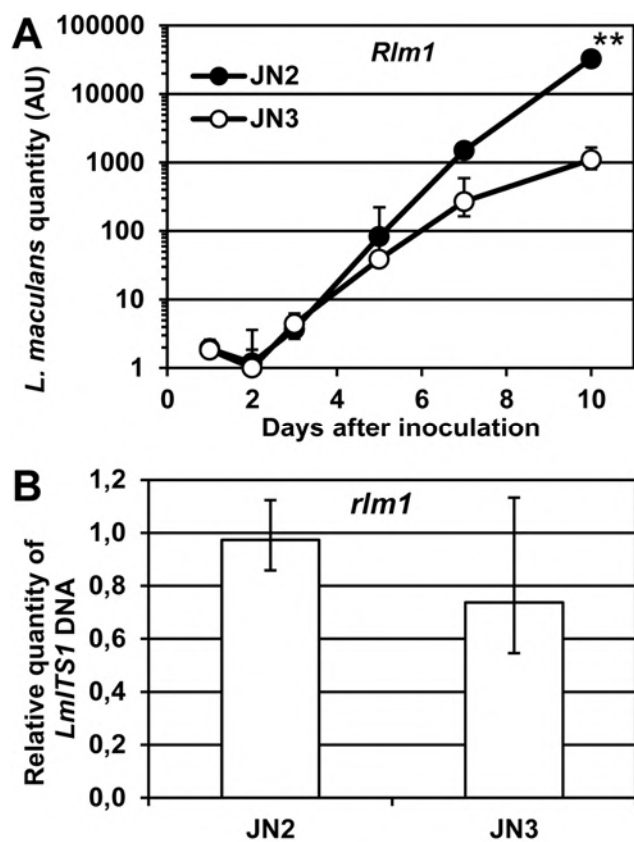 A
L. maculans quantity (AU)
100000
10000
1000
100
10
1
Rlm1
**
JN2
JN3
0 2 4 6 8 10
Days after inoculation
B
Relative quantity of
LmITS1 DNA
1,2
1,0
0,8
0,6
0,4
0,2
0,0
rlm1
JN2 JN3